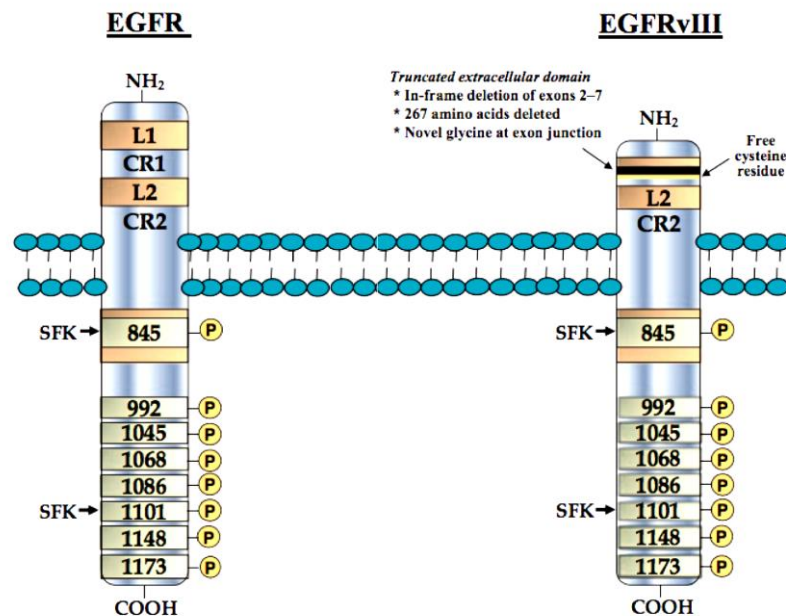 EGFR
NH2
L1
CR1
L2
CR2
SFK
845
P
992
P
1045
P
1068
P
1086
P
SFK
1101
P
1148
P
1173
P
COOH
EGFRvIII
Truncated extracellular domain
* In-frame deletion of exons 2–7
* 267 amino acids deleted
* Novel glycine at exon junction
NH2
Free
cysteine
residue
L2
CR2
SFK
845
P
992
P
1045
P
1068
P
1086
P
SFK
1101
P
1148
P
1173
P
COOH